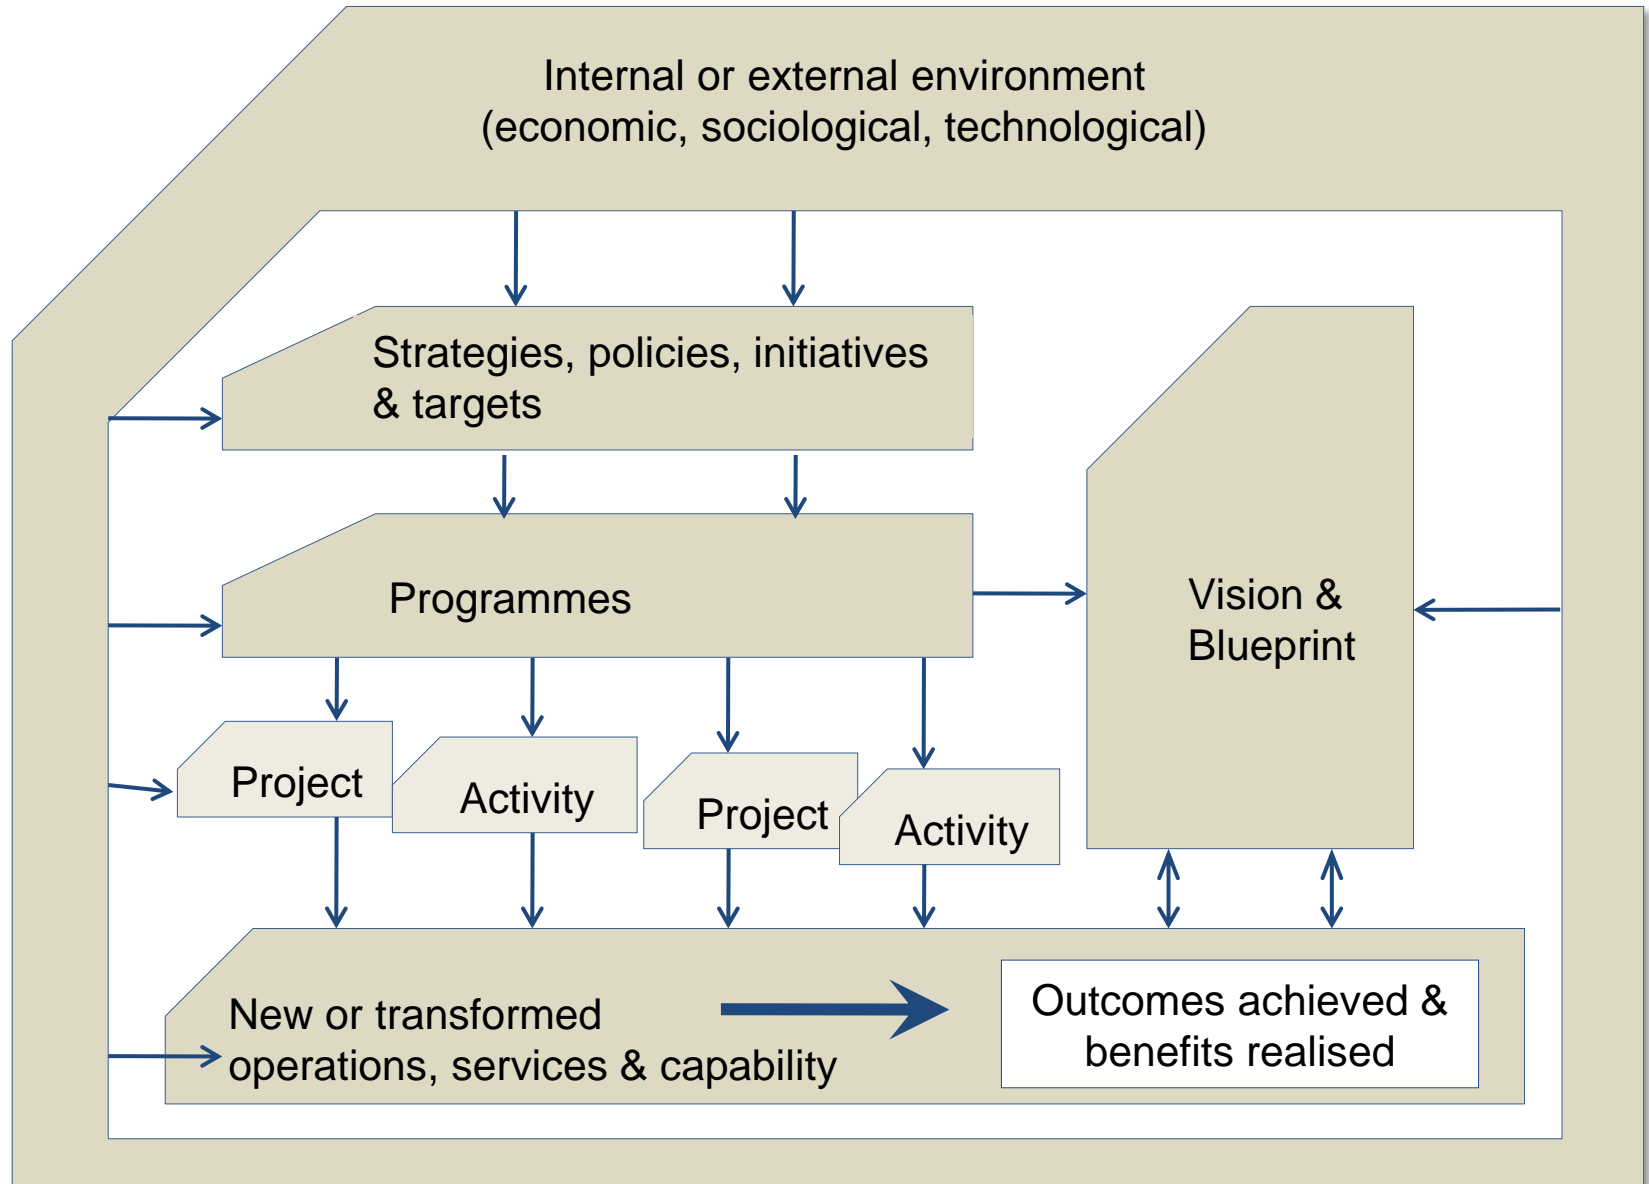 Internal or external environment
(economic, sociological, technological)
Strategies, policies, initiatives
& targets
Programmes
Vision &
Blueprint
Project
Activity
Project
Activity
New or transformed
operations, services & capability
Outcomes achieved &
benefits realised